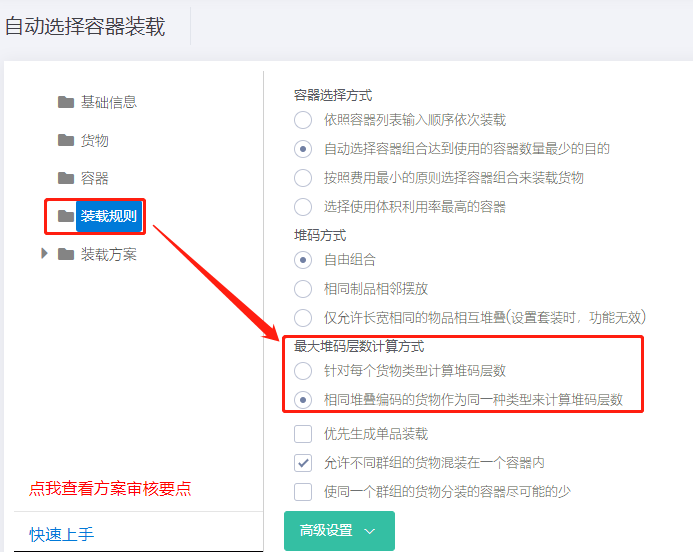 自动选择容器装载
基础信息
货物
容器
装载规则
装载方案
点我查看方案审核要点
快速上手
容器选择方式
依照容器列表输入顺序依次装载
自动选择容器组合达到使用的容器数量最少的目的
按照费用最小的原则选择容器组合来装载货物
选择使用体积利用率最高的容器
堆码方式
自由组合
相同制品相邻摆放
仅允许长宽相同的物品相互堆叠(设置套装时，功能无效)
最大堆码层数计算方式
针对每个货物类型计算堆码层数
相同堆叠编码的货物作为同一种类型来计算堆码层数
优先生成单品装载
允许不同群组的货物混装在一个容器内
使同一个群组的货物分装的容器尽可能的少
高级设置